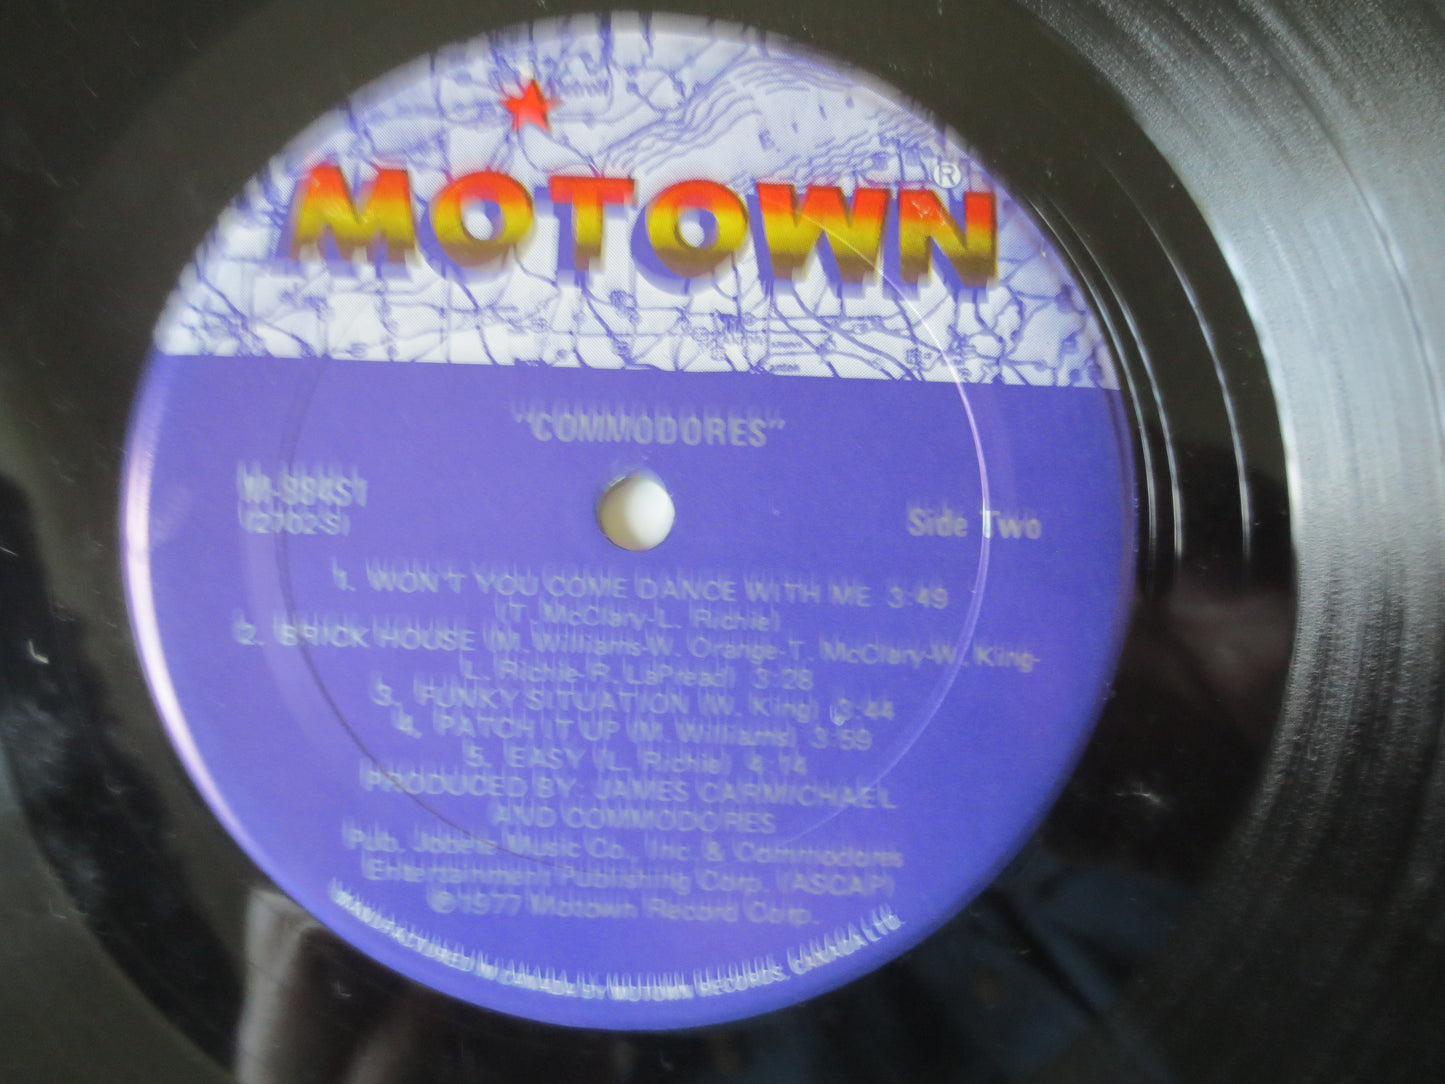 MOTOWN ®
"COMMODORES"
M-884S1
(2702-S)
Side Two
1. WON'T YOU COME DANCE WITH ME 3:49
(T. McClary-L. Richie)
2. BRICK HOUSE (M. Williams-W. Orange-T. McClary-W. King-
L. Richie-R. LaPread) 3:28
3. FUNKY SITUATION (W. King) 3:44
4. PATCH IT UP (M. Williams) 3:59
5. EASY (L. Richie) 4:14
PRODUCED BY: JAMES CARMICHAEL
AND COMMODORES
Pub. Jobete Music Co., Inc. & Commodores
Entertainment Publishing Corp. (ASCAP)
©1977 Motown Record Corp.
MANUFACTURED IN CANADA BY MOTOWN RECORDS, CANADA LTD.